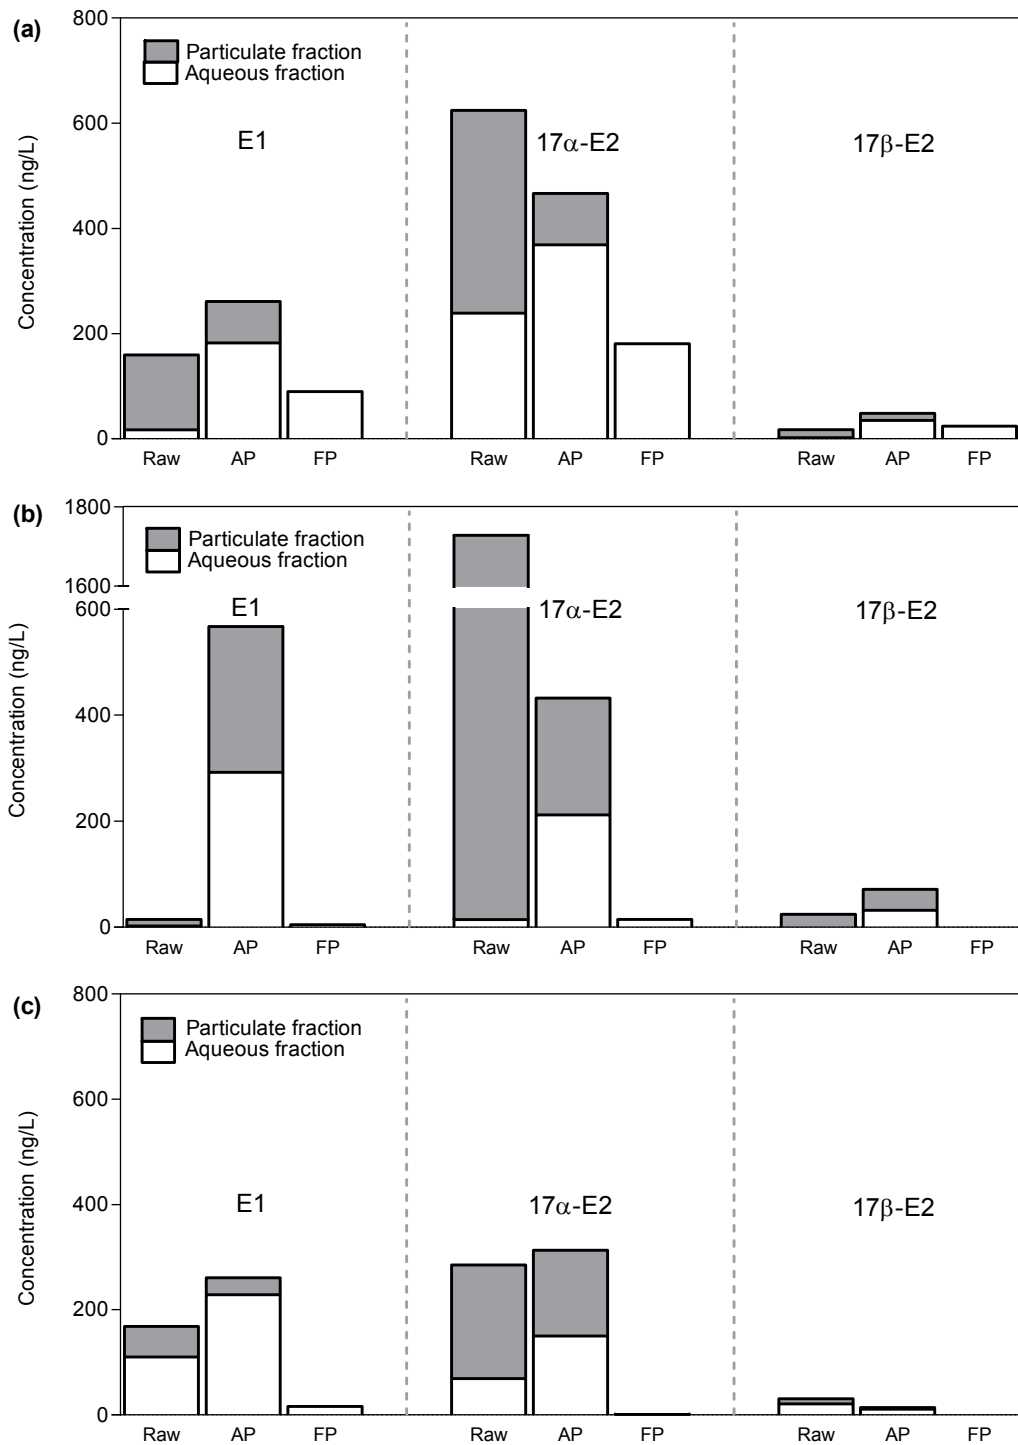 (a)
800
600
400
200
0
Concentration (ng/L)
Particulate fraction
Aqueous fraction
E1
17α-E2
17β-E2
Raw AP FP Raw AP FP Raw AP FP
(b)
1800
1600
600
400
200
0
Concentration (ng/L)
Particulate fraction
Aqueous fraction
E1
17α-E2
17β-E2
Raw AP FP Raw AP FP Raw AP FP
(c)
800
600
400
200
0
Concentration (ng/L)
Particulate fraction
Aqueous fraction
E1
17α-E2
17β-E2
Raw AP FP Raw AP FP Raw AP FP